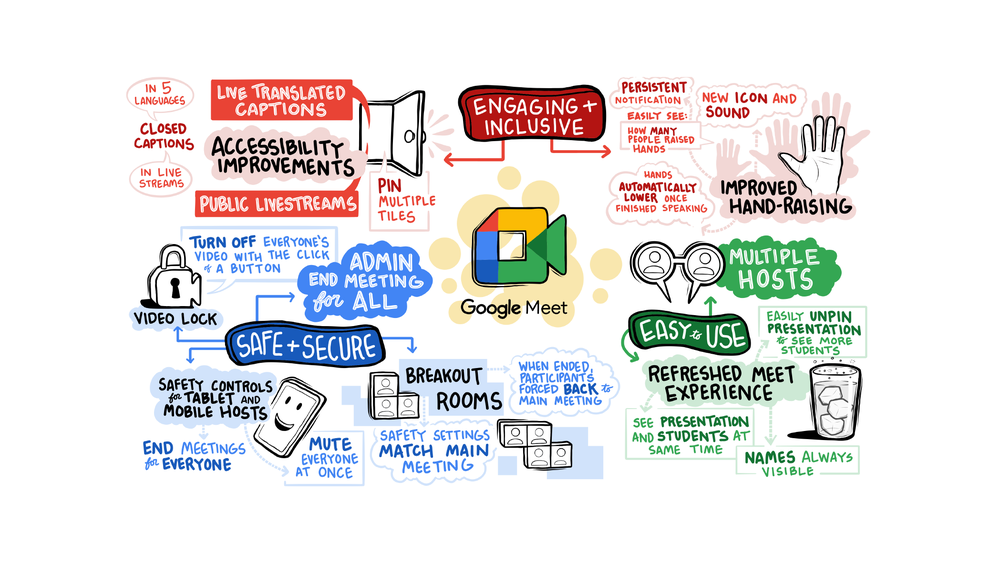 IN 5
LANGUAGES
CLOSED
CAPTIONS
IN LIVE
STREAMS
LIVE TRANSLATED
CAPTIONS
ACCESSIBILITY
IMPROVEMENTS
PUBLIC LIVESTREAMS
PIN
MULTIPLE
TILES
ENGAGING +
INCLUSIVE
PERSISTENT
NOTIFICATION
EASILY SEE:
HOW MANY
PEOPLE RAISED
HANDS
NEW ICON AND
SOUND
HANDS
AUTOMATICALLY
LOWER ONCE
FINISHED SPEAKING
IMPROVED
HAND-RAISING
Google Meet
TURN OFF EVERYONE'S
VIDEO WITH THE CLICK
of A BUTTON
VIDEO LOCK
ADMIN
END MEETING
for ALL
SAFE + SECURE
SAFETY CONTROLS
for TABLET AND
MOBILE HOSTS
END MEETINGS
for EVERYONE
MUTE
EVERYONE
AT ONCE
BREAKOUT
ROOMS
WHEN ENDED,
PARTICIPANTS
FORCED BACK to
MAIN MEETING
SAFETY SETTINGS
MATCH MAIN
MEETING
MULTIPLE
HOSTS
EASY to USE
EASILY UNPIN
PRESENTATION
to SEE MORE
STUDENTS
REFRESHED MEET
EXPERIENCE
SEE PRESENTATION
AND STUDENTS AT
SAME TIME
NAMES ALWAYS
VISIBLE